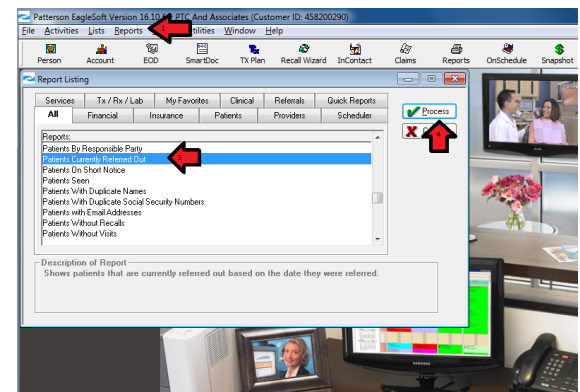 Patterson EagleSoft Version 16.10 PTC And Associates (Customer ID: 458200290)
File Activities Lists Reports Utilities Window Help
1
Person Account EOD SmartDoc TX Plan Recall Wizard InContact Claims Reports OnSchedule Snapshot
Report Listing
Services Tx / Rx / Lab My Favorites Clinical Referrals Quick Reports
All Financial Insurance Patients Providers Scheduler
Process
4
Reports:
Patients By Responsible Party
Patients Currently Referred Out
3
Patients On Short Notice
Patients Seen
Patients With Duplicate Names
Patients With Duplicate Social Security Numbers
Patients with Email Addresses
Patients Without Recalls
Patients Without Visits
Description of Report
Shows patients that are currently referred out based on the date they were referred.